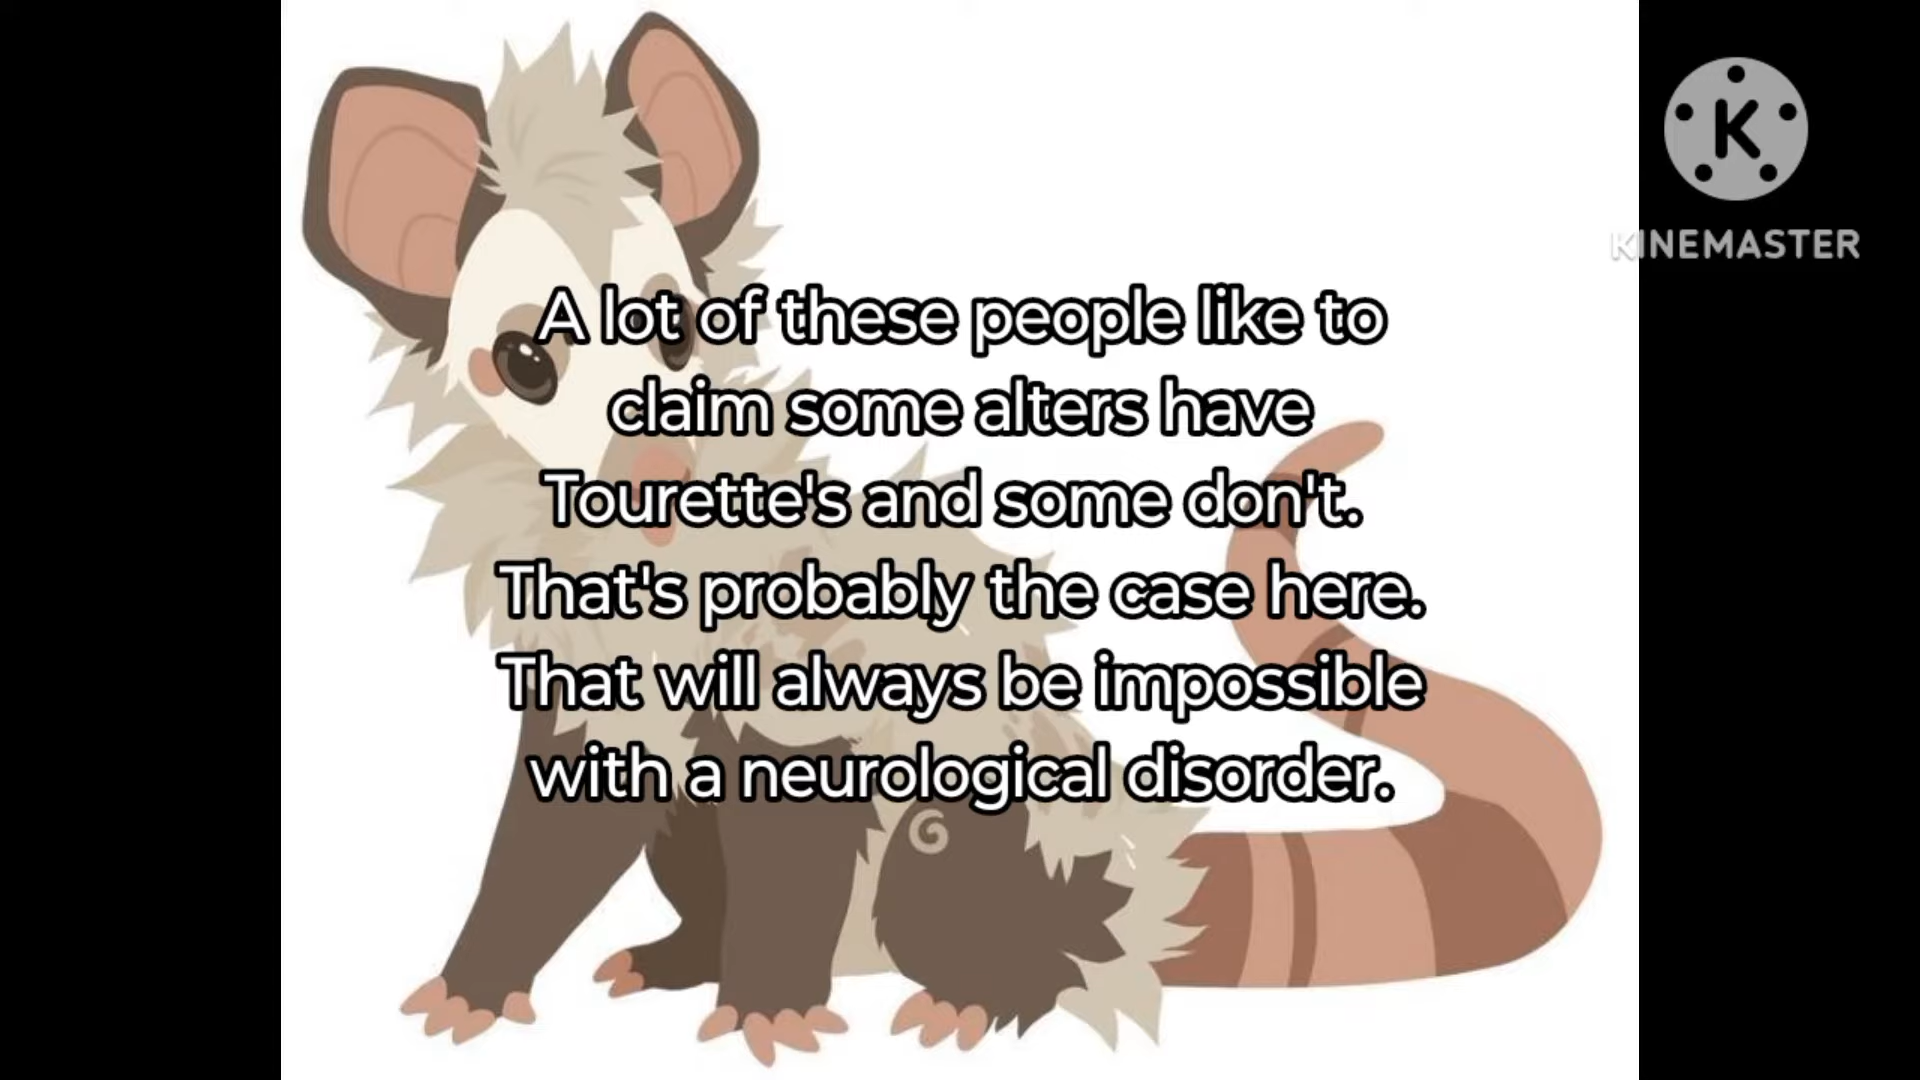 K
KINEMASTER
A lot of these people like to
claim some alters have
Tourette's and some don't.
That's probably the case here.
That will always be impossible
with a neurological disorder.